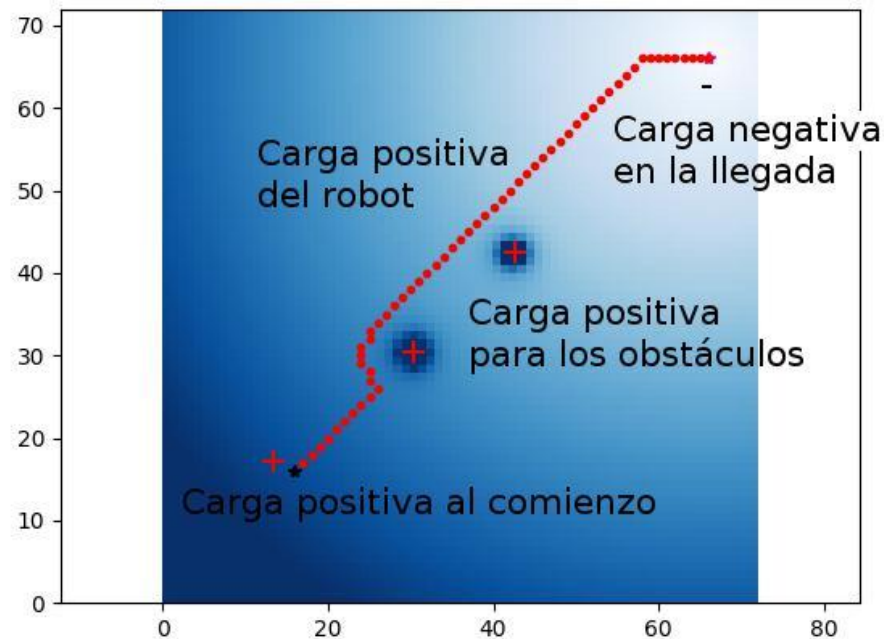 70
60
50
40
30
20
10
0
-
Carga negativa
en la llegada
Carga positiva
del robot
+
Carga positiva
para los obstáculos
+
+
Carga positiva al comienzo
0
20
40
60
80